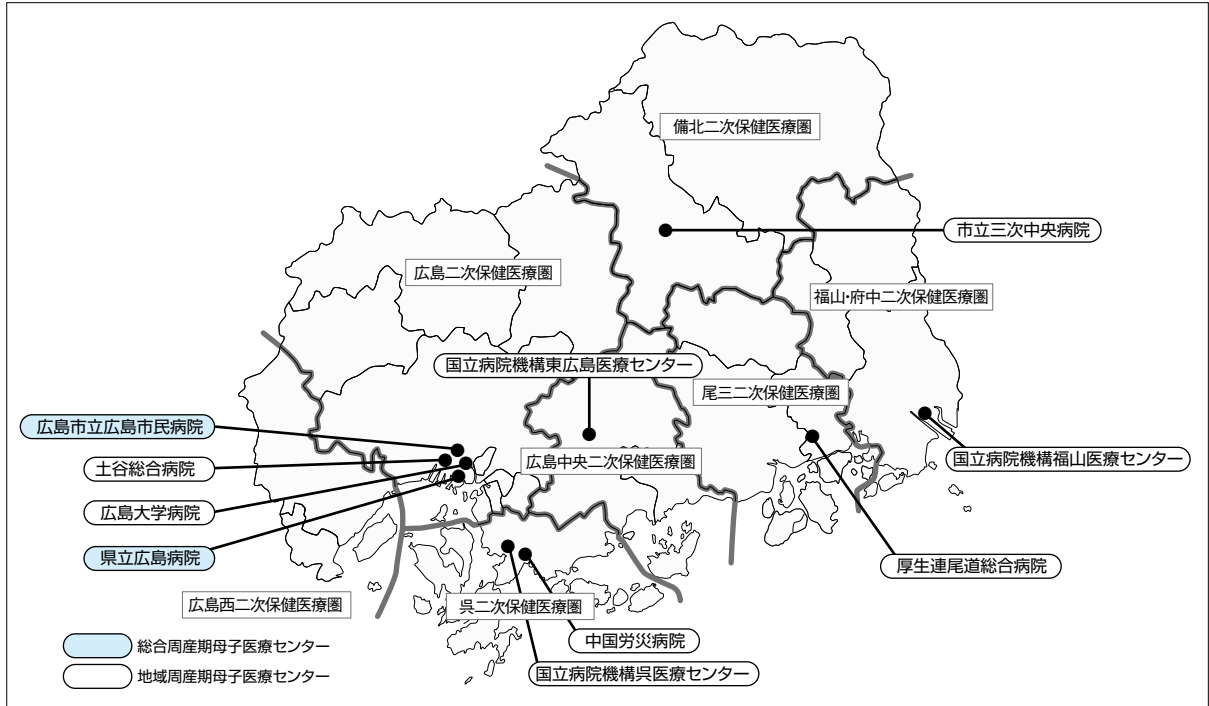 備北二次保健医療圏
市立三次中央病院
広島二次保健医療圏
福山・府中二次保健医療圏
国立病院機構東広島医療センター
尾三二次保健医療圏
広島市立広島市民病院
土谷総合病院
広島中央二次保健医療圏
国立病院機構福山医療センター
広島大学病院
県立広島病院
厚生連尾道総合病院
広島西二次保健医療圏
呉二次保健医療圏
中国労災病院
国立病院機構呉医療センター
総合周産期母子医療センター
地域周産期母子医療センター